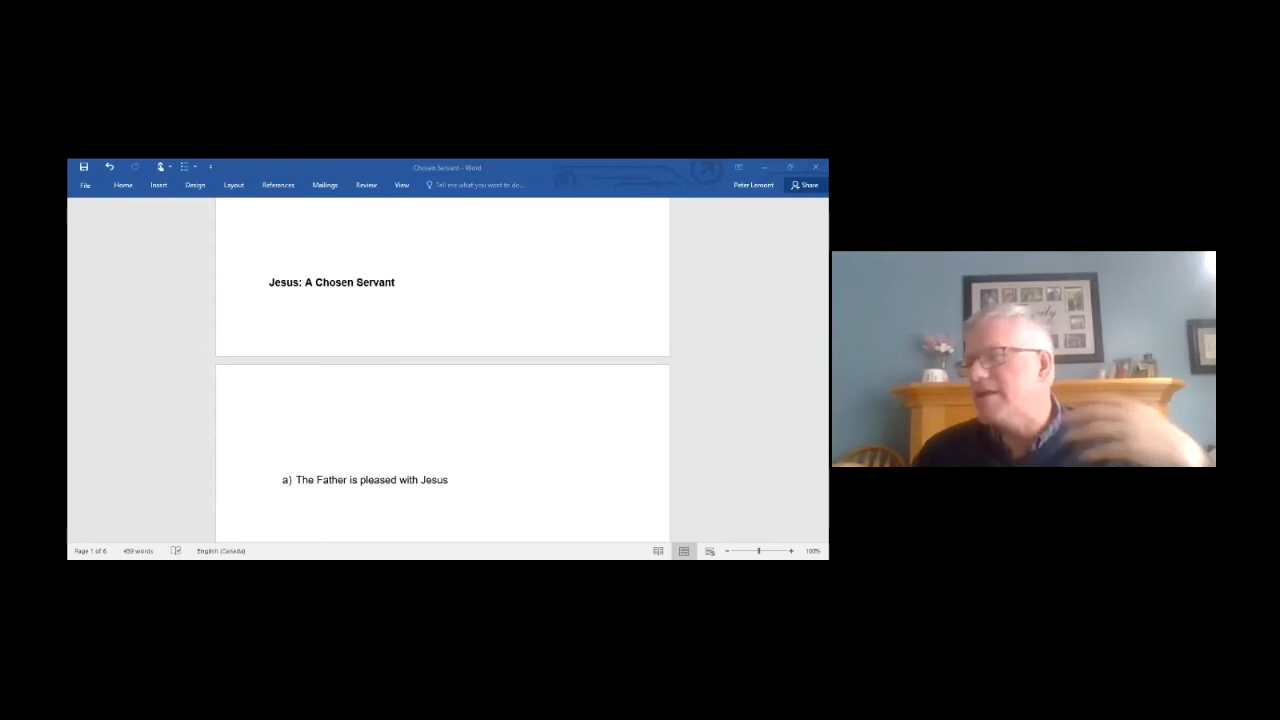 Chosen Servant - Word
File Home Insert Design Layout References Mailings Review View Tell me what you want to do... Peter Lemont Share
Jesus: A Chosen Servant
a) The Father is pleased with Jesus
Page 1 of 6 459 words English (Canada) 100%